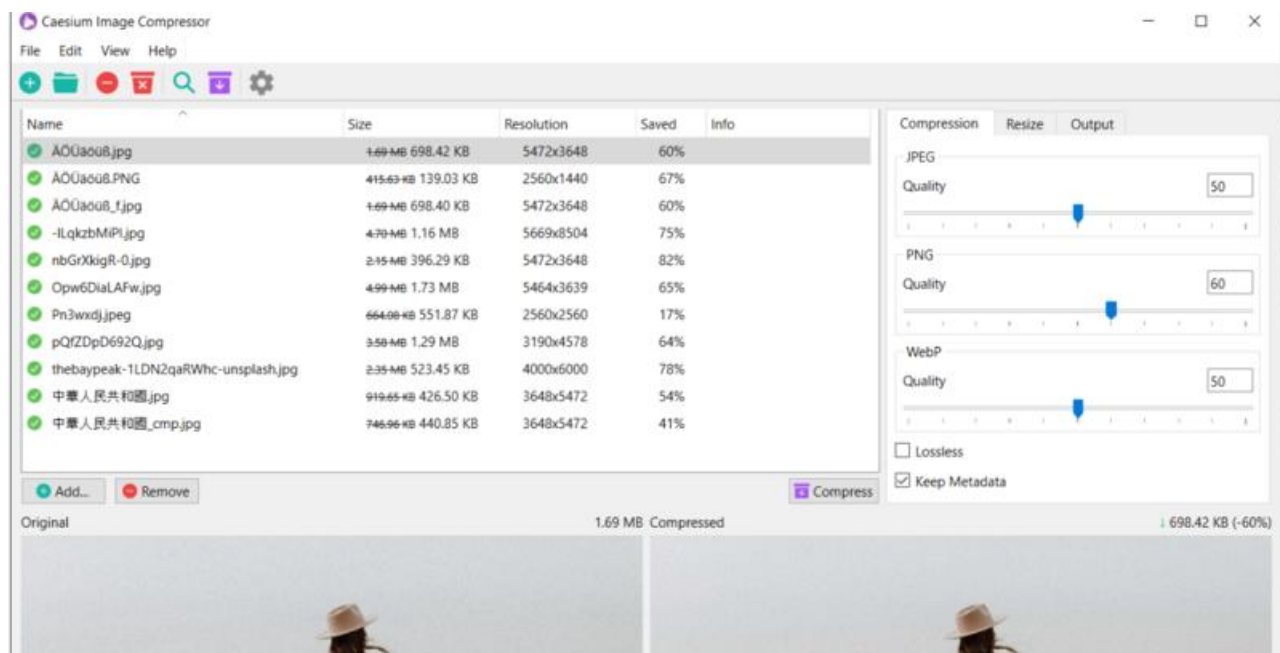 Caesium Image Compressor
File Edit View Help
Name Size Resolution Saved Info
ÄÖÜäöüß.jpg 1.69 MB 698.42 KB 5472x3648 60%
ÄÖÜäöüß.PNG 415.63 KB 139.03 KB 2560x1440 67%
ÄÖÜäöüß_f.jpg 1.69 MB 698.40 KB 5472x3648 60%
-ILqkzbMiPI.jpg 4.70 MB 1.16 MB 5669x8504 75%
nbGrXkigR-0.jpg 2.15 MB 396.29 KB 5472x3648 82%
Opw6DiaLAFw.jpg 4.99 MB 1.73 MB 5464x3639 65%
Pn3wxdj.jpeg 664.08 KB 551.87 KB 2560x2560 17%
pQfZDpD692Q.jpg 3.58 MB 1.29 MB 3190x4578 64%
thebaypeak-1LDN2qaRWhc-unsplash.jpg 2.35 MB 523.45 KB 4000x6000 78%
中華人民共和國.jpg 919.65 KB 426.50 KB 3648x5472 54%
中華人民共和國_cmp.jpg 746.96 KB 440.85 KB 3648x5472 41%
Add... Remove Compress
Compression Resize Output
JPEG
Quality 50
PNG
Quality 60
WebP
Quality 50
Lossless
Keep Metadata
Original 1.69 MB Compressed ↓ 698.42 KB (-60%)